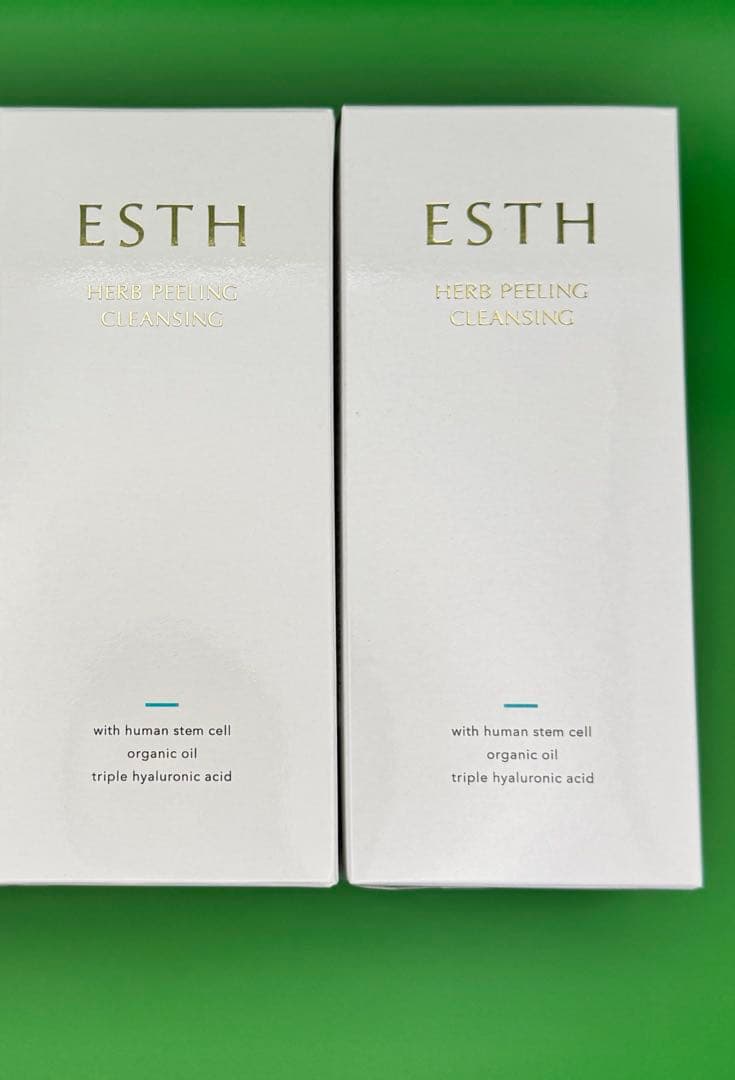 ESTH
HERB PEELING
CLEANSING
with human stem cell
organic oil
triple hyaluronic acid
ESTH
HERB PEELING
CLEANSING
with human stem cell
organic oil
triple hyaluronic acid